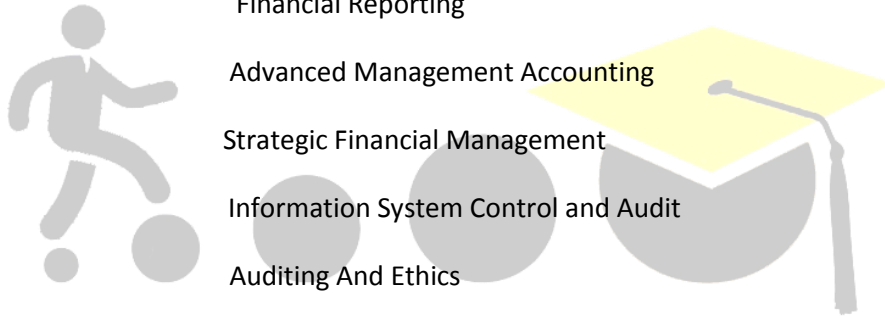 Financial Reporting
Advanced Management Accounting
Strategic Financial Management
Information System Control and Audit
Auditing And Ethics